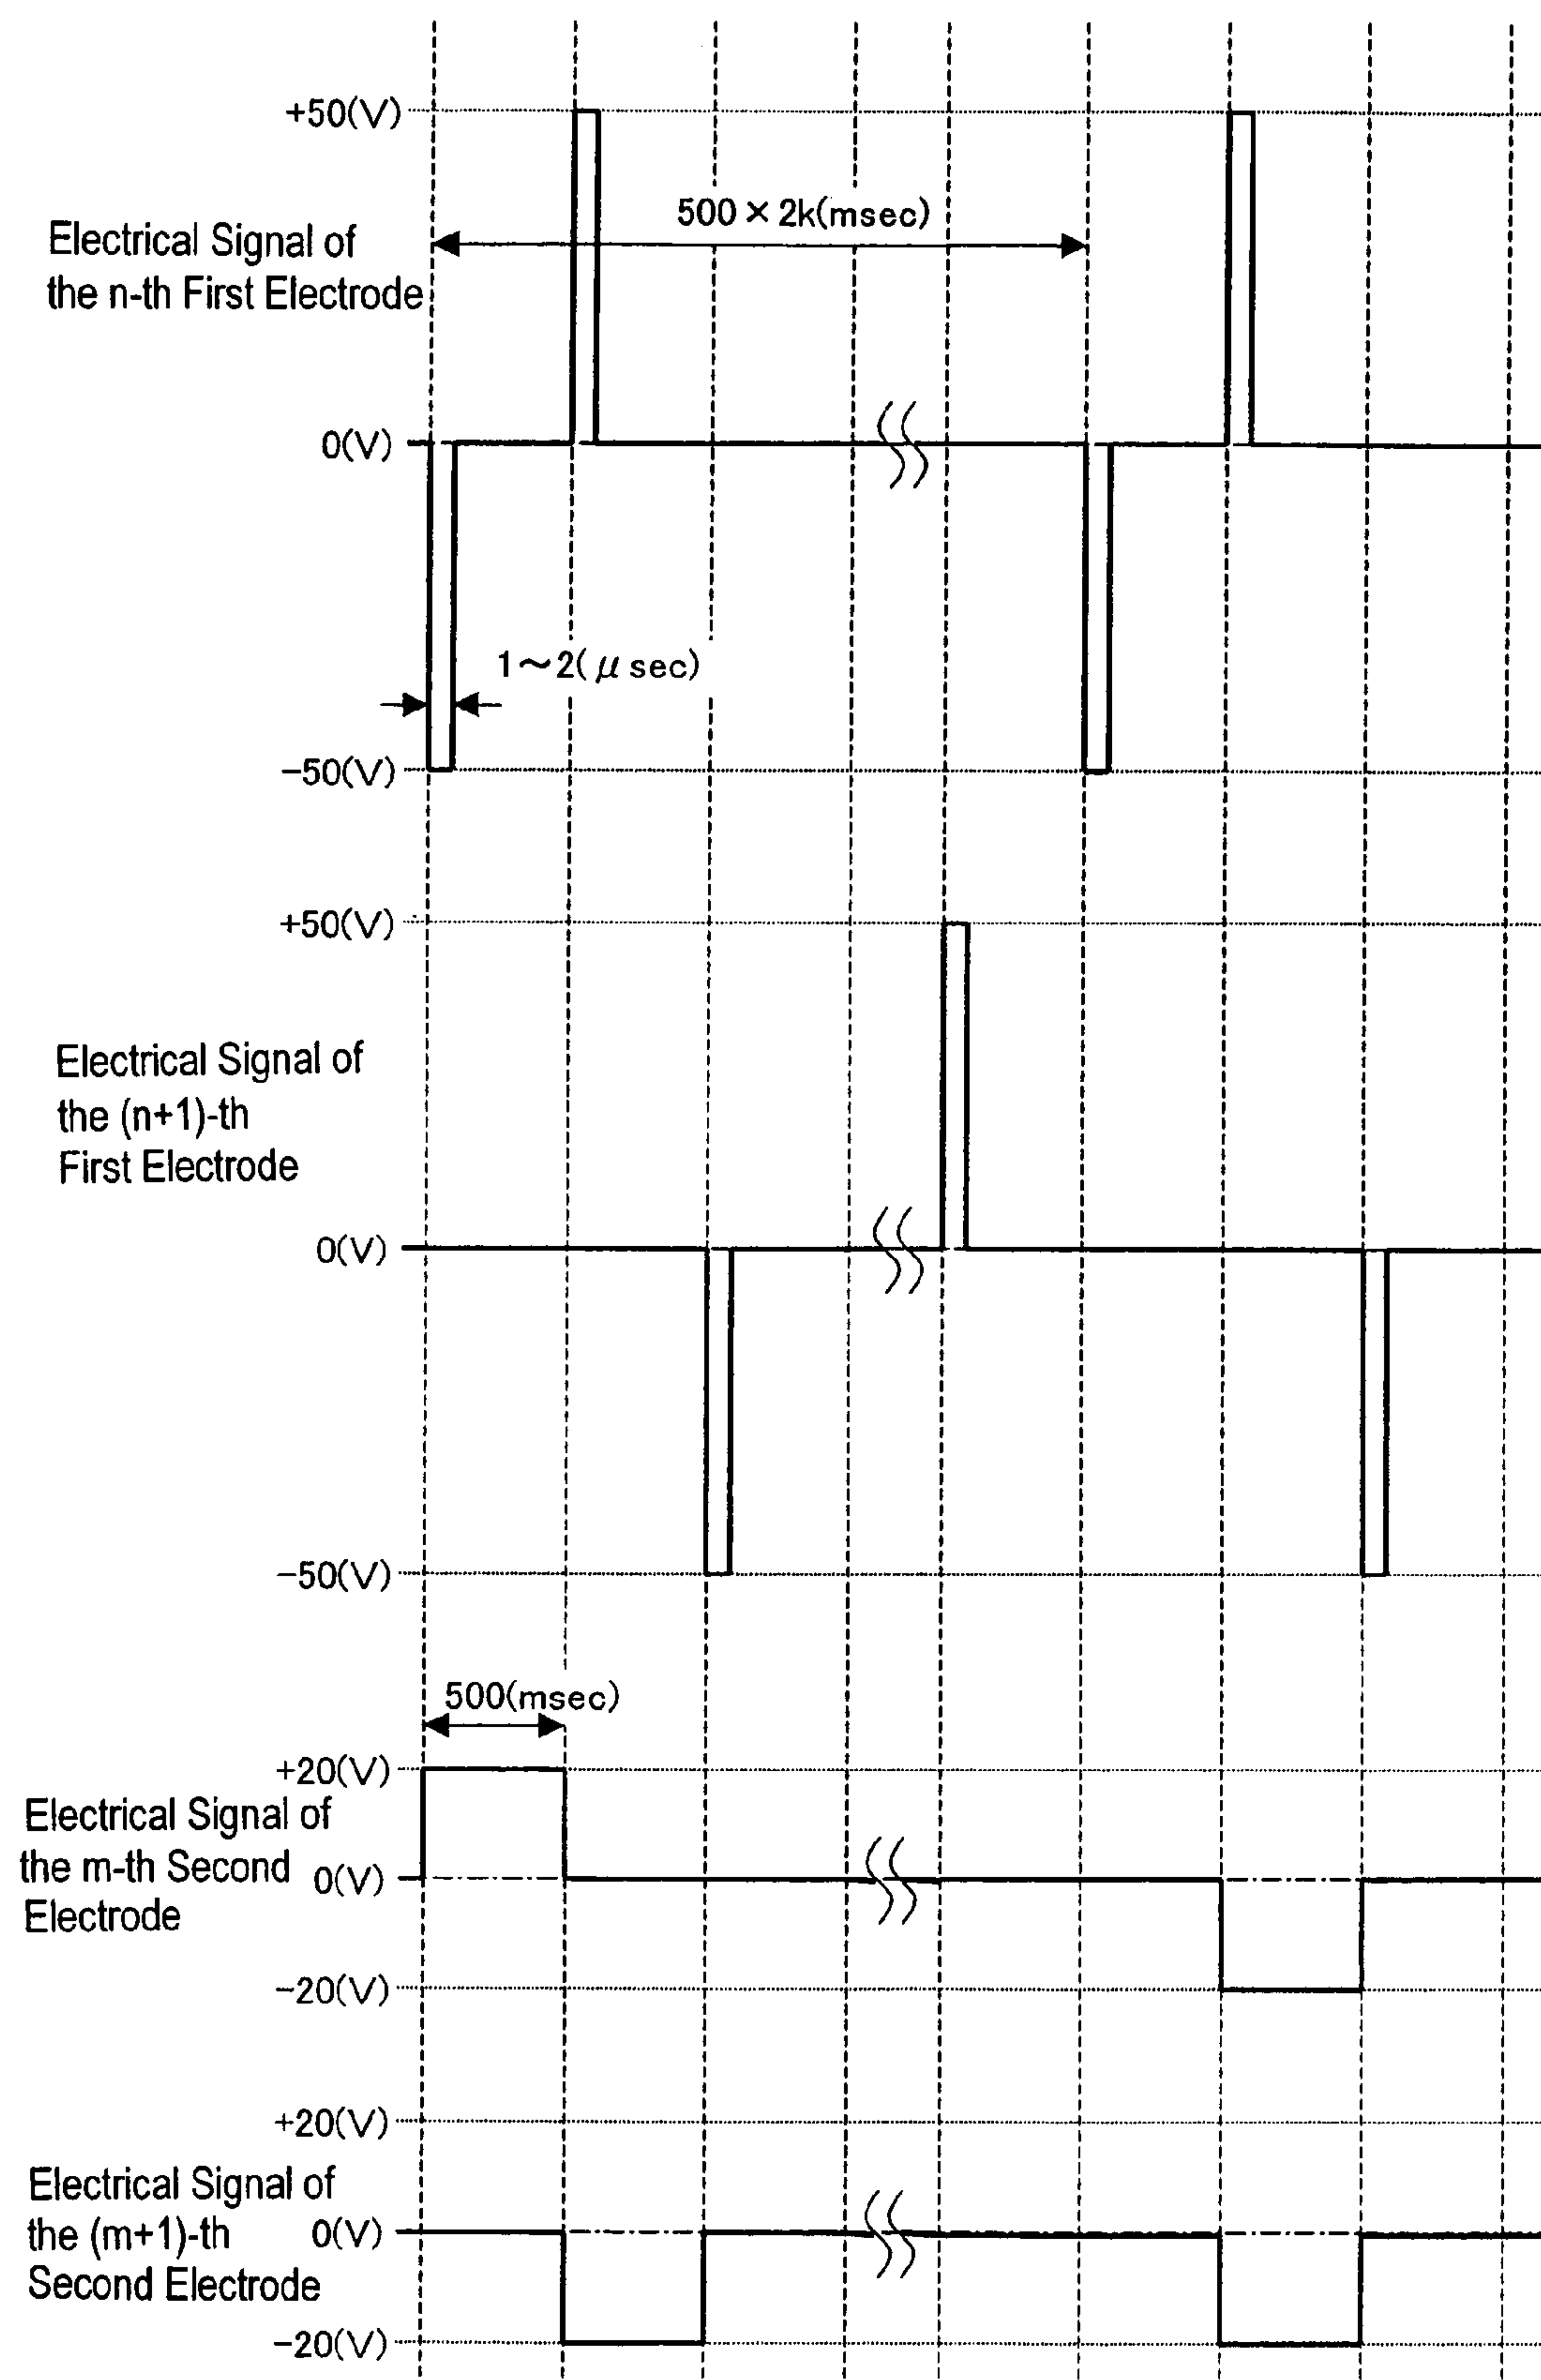 +50(V)
500×2k(msec)
Electrical Signal of
the n-th First Electrode
0(V)
1～2(μsec)
−50(V)
+50(V)
Electrical Signal of
the (n+1)-th
First Electrode
0(V)
−50(V)
500(msec)
+20(V)
Electrical Signal of
the m-th Second
0(V)
Electrode
−20(V)
+20(V)
Electrical Signal of
the (m+1)-th
0(V)
Second Electrode
−20(V)